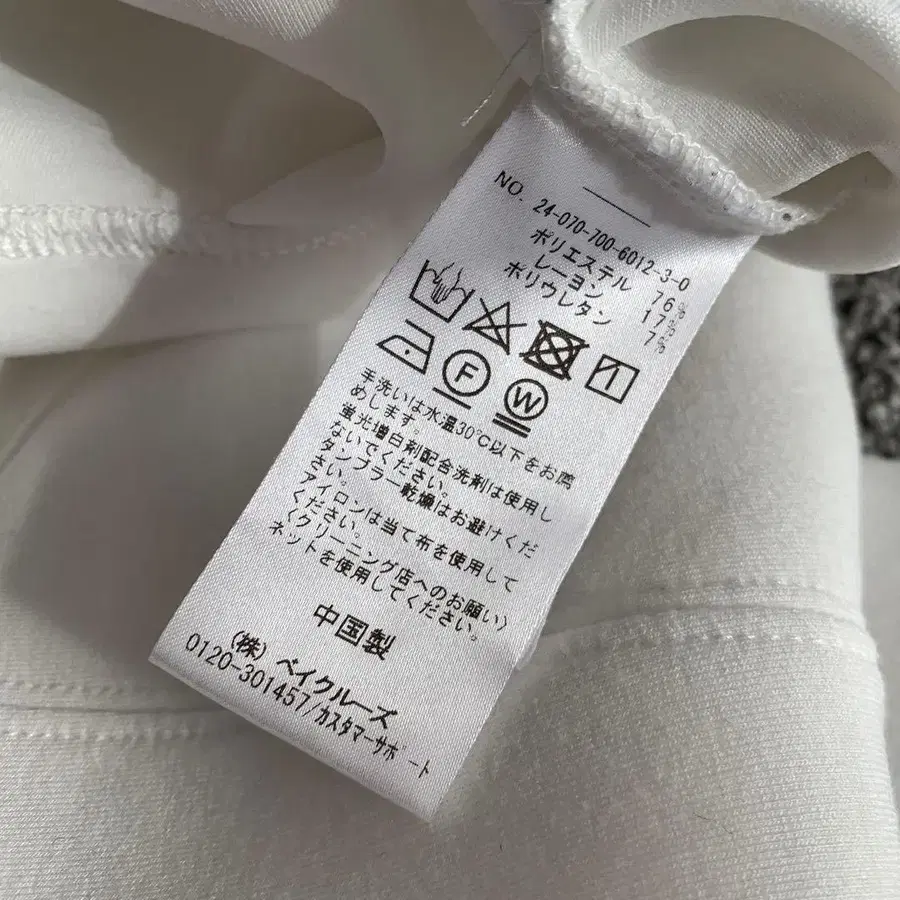 NO. 24-070-700-6012-3-0
ポリエステル 76%
レーヨン 17%
ポリウレタン 7%
F
W
手洗いは水温30℃以下をお薦
めします。
蛍光増白剤配合洗剤は使用し
ないでください。
タンブラー乾燥はお避けくだ
さい。
アイロンは当て布を使用して
ください。
〈クリーニング店へのお願い〉
ネットを使用してください。
中国製
(株) ベイクルーズ
0120-301457/カスタマーサポート